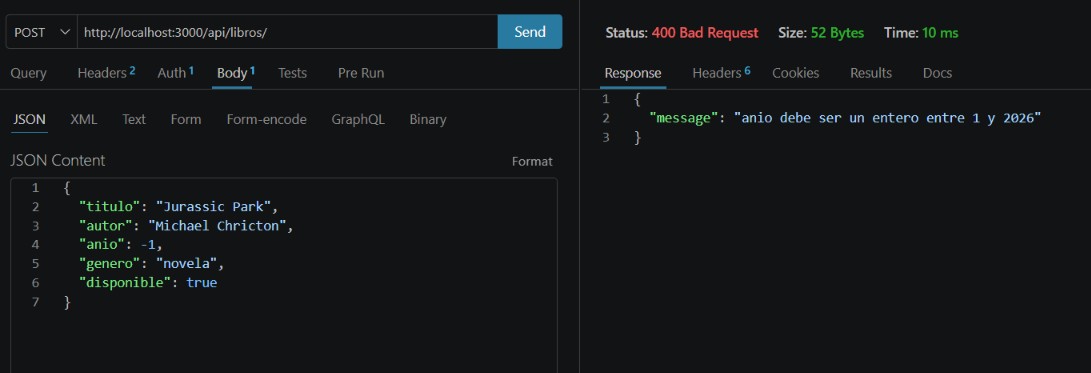 POST http://localhost:3000/api/libros/ Send
Query Headers 2 Auth 1 Body 1 Tests Pre Run
JSON XML Text Form Form-encode GraphQL Binary
JSON Content Format
1 {
2 "titulo": "Jurassic Park",
3 "autor": "Michael Chricton",
4 "anio": -1,
5 "genero": "novela",
6 "disponible": true
7 }
Status: 400 Bad Request Size: 52 Bytes Time: 10 ms
Response Headers 6 Cookies Results Docs
1 {
2 "message": "anio debe ser un entero entre 1 y 2026"
3 }